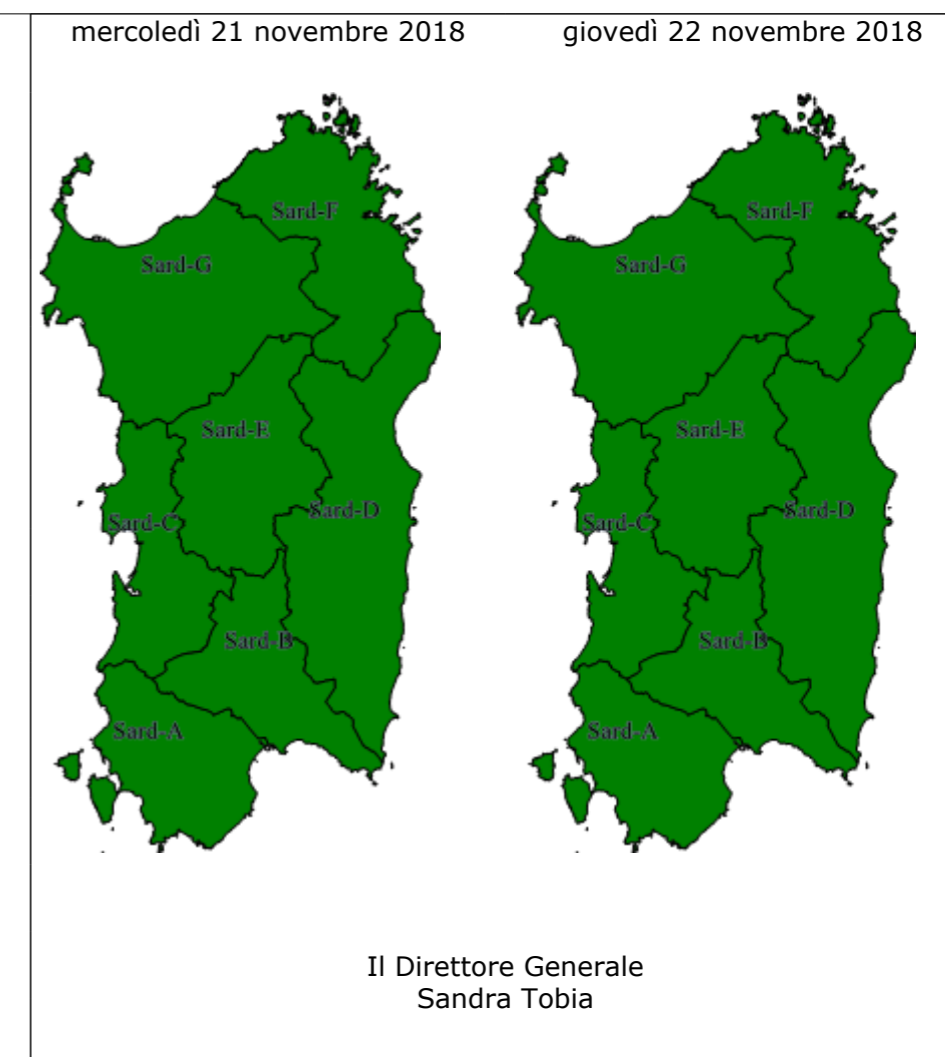 mercoledì 21 novembre 2018
giovedì 22 novembre 2018
Sard-F
Sard-G
Sard-E
Sard-D
Sard-C
Sard-B
Sard-A
Sard-F
Sard-G
Sard-E
Sard-D
Sard-C
Sard-B
Sard-A
Il Direttore Generale
Sandra Tobia